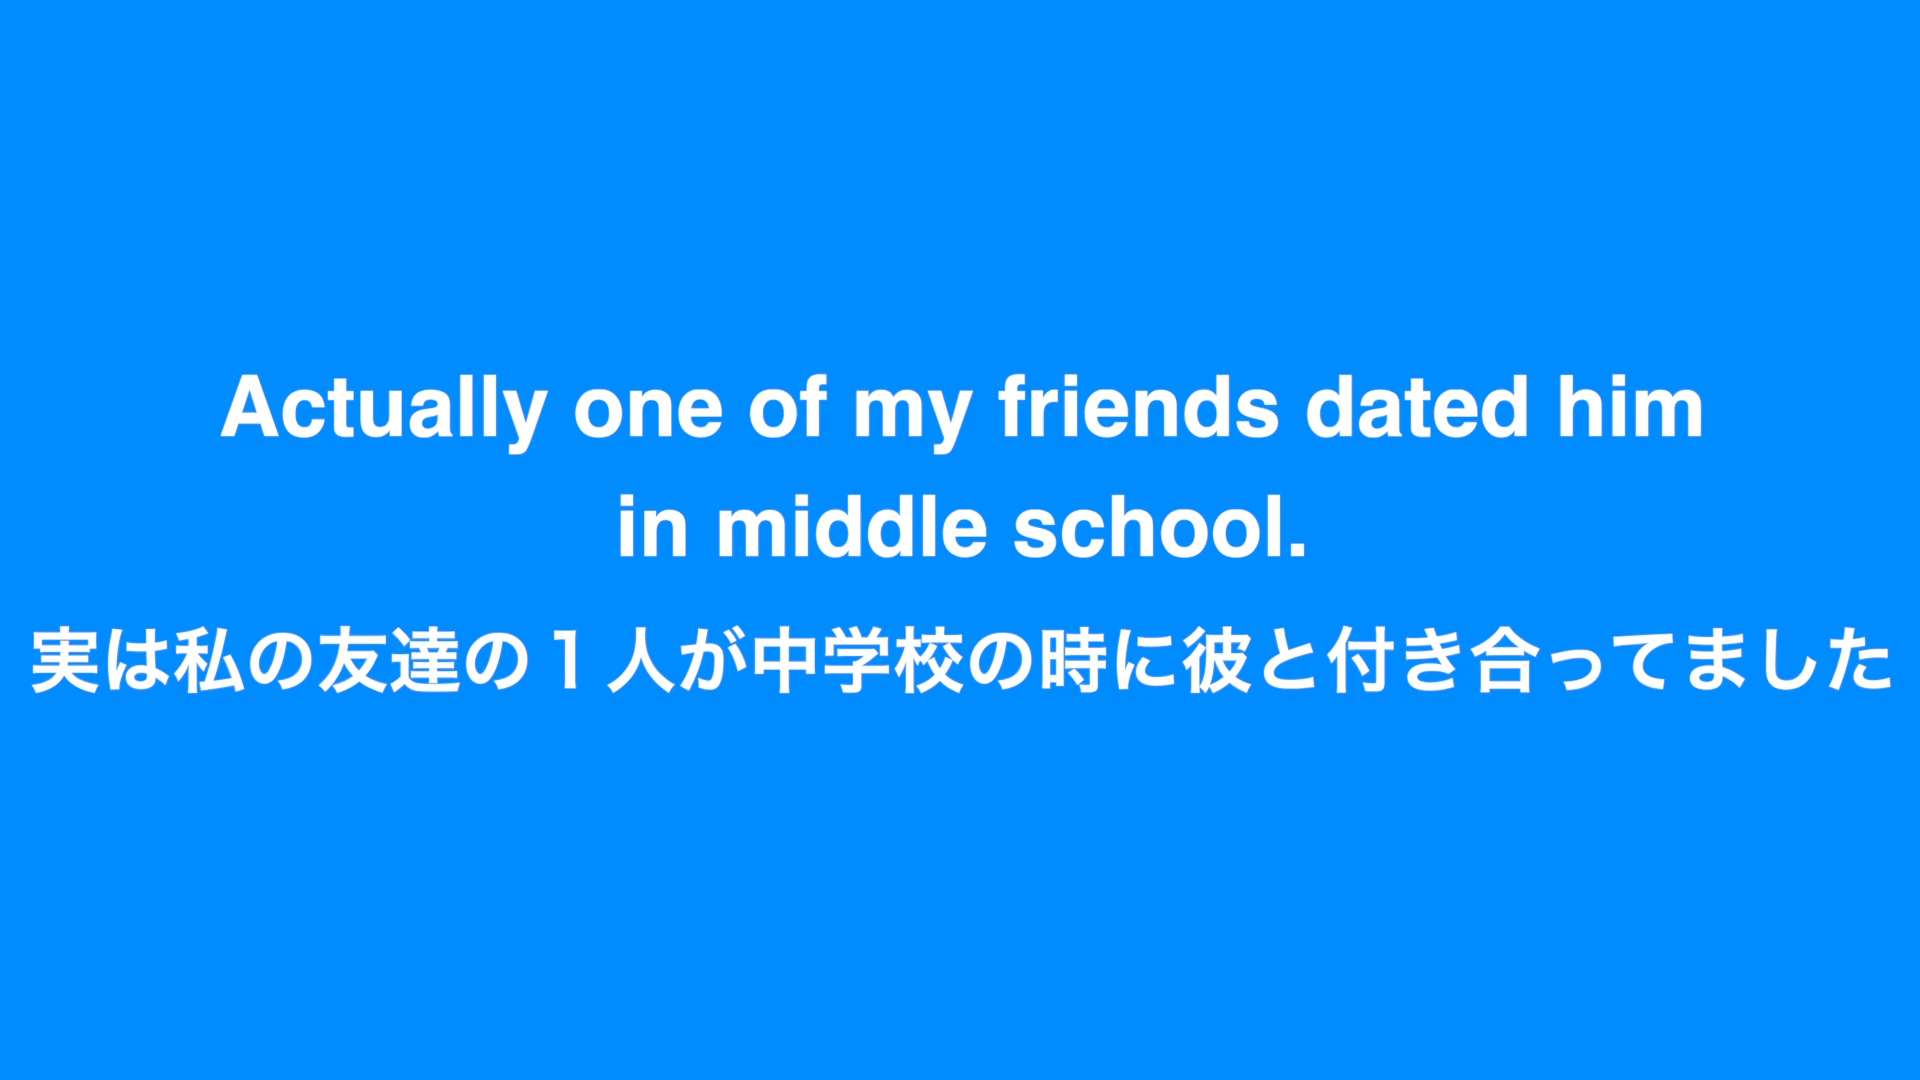 Actually one of my friends dated him
in middle school.
実は私の友達の１人が中学校の時に彼と付き合ってました